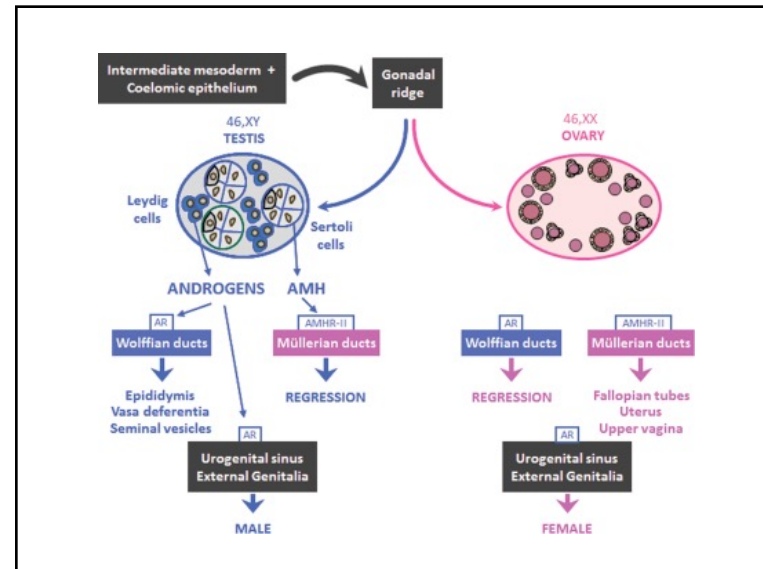 Intermediate mesoderm +
Coelomic epithelium
Gonadal
ridge
46,XY
TESTIS
46,XX
OVARY
Leydig
cells
Sertoli
cells
ANDROGENS
AMH
AR
Wolffian ducts
AMHR-II
Müllerian ducts
Epididymis
Vasa deferentia
Seminal vesicles
REGRESSION
AR
Urogenital sinus
External Genitalia
MALE
AR
Wolffian ducts
AMHR-II
Müllerian ducts
REGRESSION
Fallopian tubes
Uterus
Upper vagina
AR
Urogenital sinus
External Genitalia
FEMALE